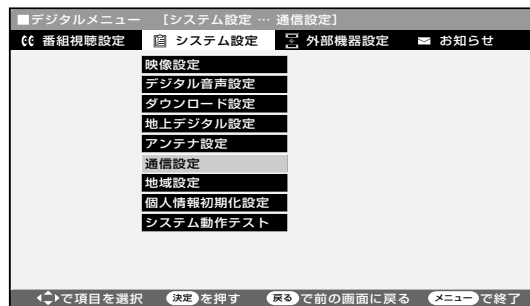 ■デジタルメニュー ［システム設定 … 通信設定］
番組視聴設定 システム設定 外部機器設定 お知らせ
映像設定
デジタル音声設定
ダウンロード設定
地上デジタル設定
アンテナ設定
通信設定
地域設定
個人情報初期化設定
システム動作テスト
で項目を選択 決定を押す 戻るで前の画面に戻る メニューで終了